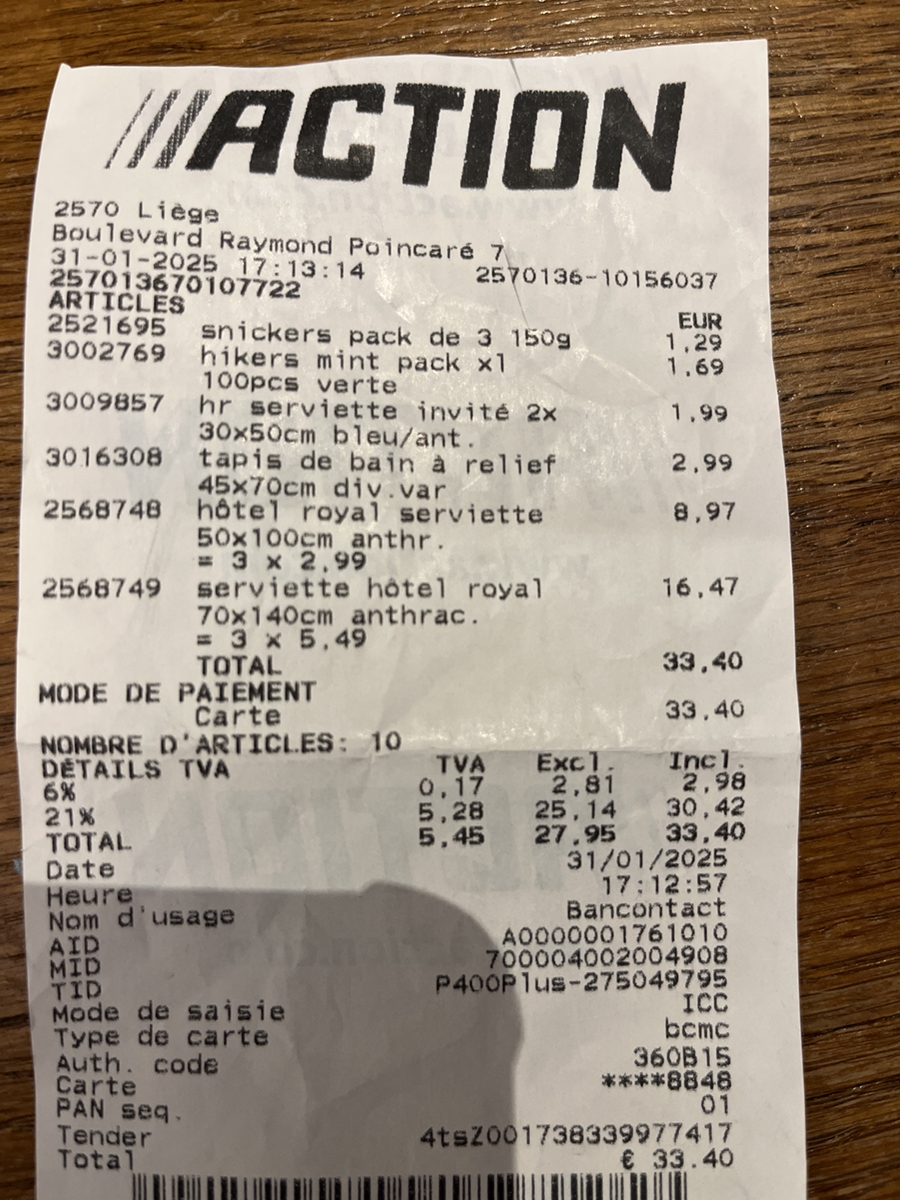 ///ACTION
2570 Liège
Boulevard Raymond Poincaré 7
31-01-2025 17:13:14 2570136-10156037
257013670107722
ARTICLES EUR
2521695 snickers pack de 3 150g 1,29
3002769 hikers mint pack xl 1,69
100pcs verte
3009857 hr serviette invité 2x 1,99
30x50cm bleu/ant.
3016308 tapis de bain à relief 2,99
45x70cm div.var
2568748 hôtel royal serviette 8,97
50x100cm anthr.
= 3 x 2,99
2568749 serviette hôtel royal 16,47
70x140cm anthrac.
= 3 x 5,49
TOTAL 33,40
MODE DE PAIEMENT
Carte 33,40
NOMBRE D'ARTICLES: 10
DÉTAILS TVA TVA Excl. Incl.
6% 0,17 2,81 2,98
21% 5,28 25,14 30,42
TOTAL 5,45 27,95 33,40
Date 31/01/2025
Heure 17:12:57
Nom d'usage Bancontact
AID A0000001761010
MID 700004002004908
TID P400Plus-275049795
Mode de saisie ICC
Type de carte bcmc
Auth. code 360B15
Carte ****8848
PAN seq. 01
Tender 4tsZ001738339977417
Total € 33.40